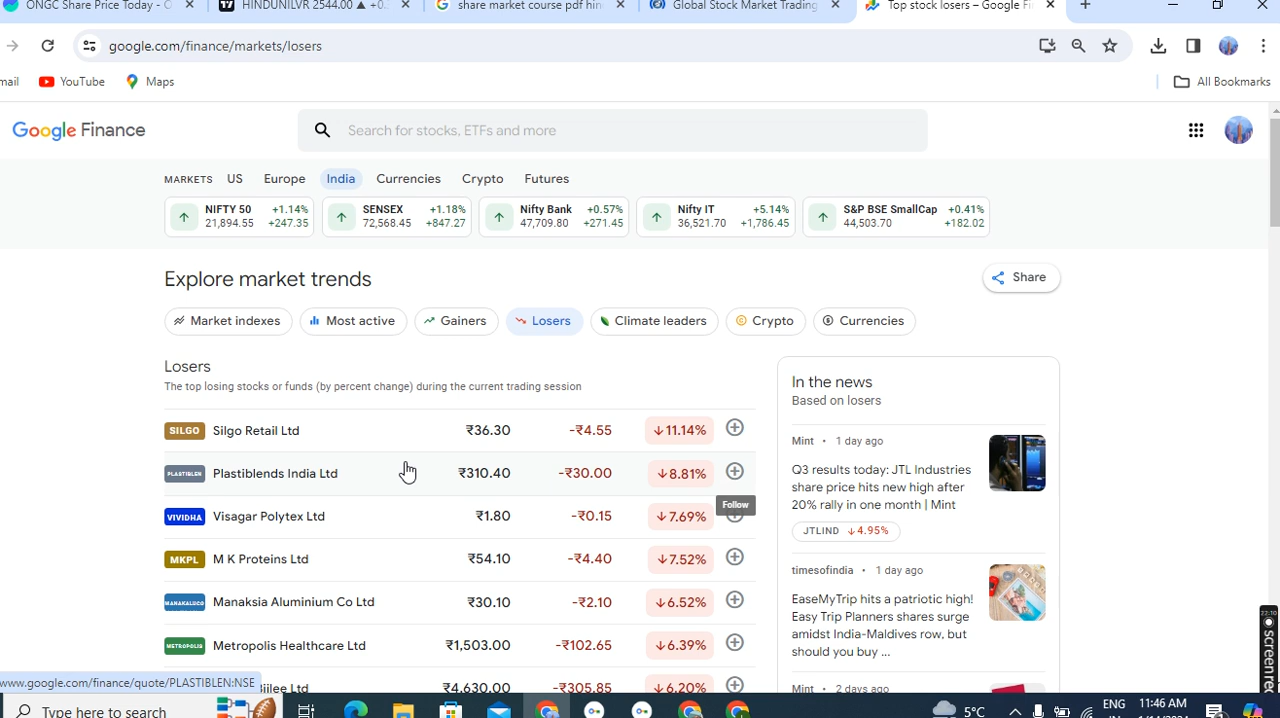 ONGC Share Price Today -
HINDUNILVR 2544.00 ▲ +0.
share market course pdf hin
Global Stock Market Trading
Top stock losers – Google Fi
google.com/finance/markets/losers
mail
YouTube
Maps
All Bookmarks
Google Finance
Search for stocks, ETFs and more
MARKETS US Europe India Currencies Crypto Futures
NIFTY 50 +1.14%
21,894.55 +247.35
SENSEX +1.18%
72,568.45 +847.27
Nifty Bank +0.57%
47,709.80 +271.45
Nifty IT +5.14%
36,521.70 +1,786.45
S&P BSE SmallCap +0.41%
44,503.70 +182.02
Explore market trends
Share
Market indexes
Most active
Gainers
Losers
Climate leaders
Crypto
Currencies
Losers
The top losing stocks or funds (by percent change) during the current trading session
SILGO Silgo Retail Ltd ₹36.30 -₹4.55 ↓11.14%
PLASTIBLEN Plastiblends India Ltd ₹310.40 -₹30.00 ↓8.81%
Follow
VIVIDHA Visagar Polytex Ltd ₹1.80 -₹0.15 ↓7.69%
MKPL M K Proteins Ltd ₹54.10 -₹4.40 ↓7.52%
MANAKALUCO Manaksia Aluminium Co Ltd ₹30.10 -₹2.10 ↓6.52%
METROPOLIS Metropolis Healthcare Ltd ₹1,503.00 -₹102.65 ↓6.39%
Ltd ₹4,630.00 -₹305.85 ↓6.20%
In the news
Based on losers
Mint • 1 day ago
Q3 results today: JTL Industries
share price hits new high after
20% rally in one month | Mint
JTLIND ↓4.95%
timesofindia • 1 day ago
EaseMyTrip hits a patriotic high!
Easy Trip Planners shares surge
amidst India-Maldives row, but
should you buy ...
Mint • 2 days ago
www.google.com/finance/quote/PLASTIBLEN:NSE
22:10
screen rec
Type here to search
5°C
ENG
IN
11:46 AM
1/14/2024